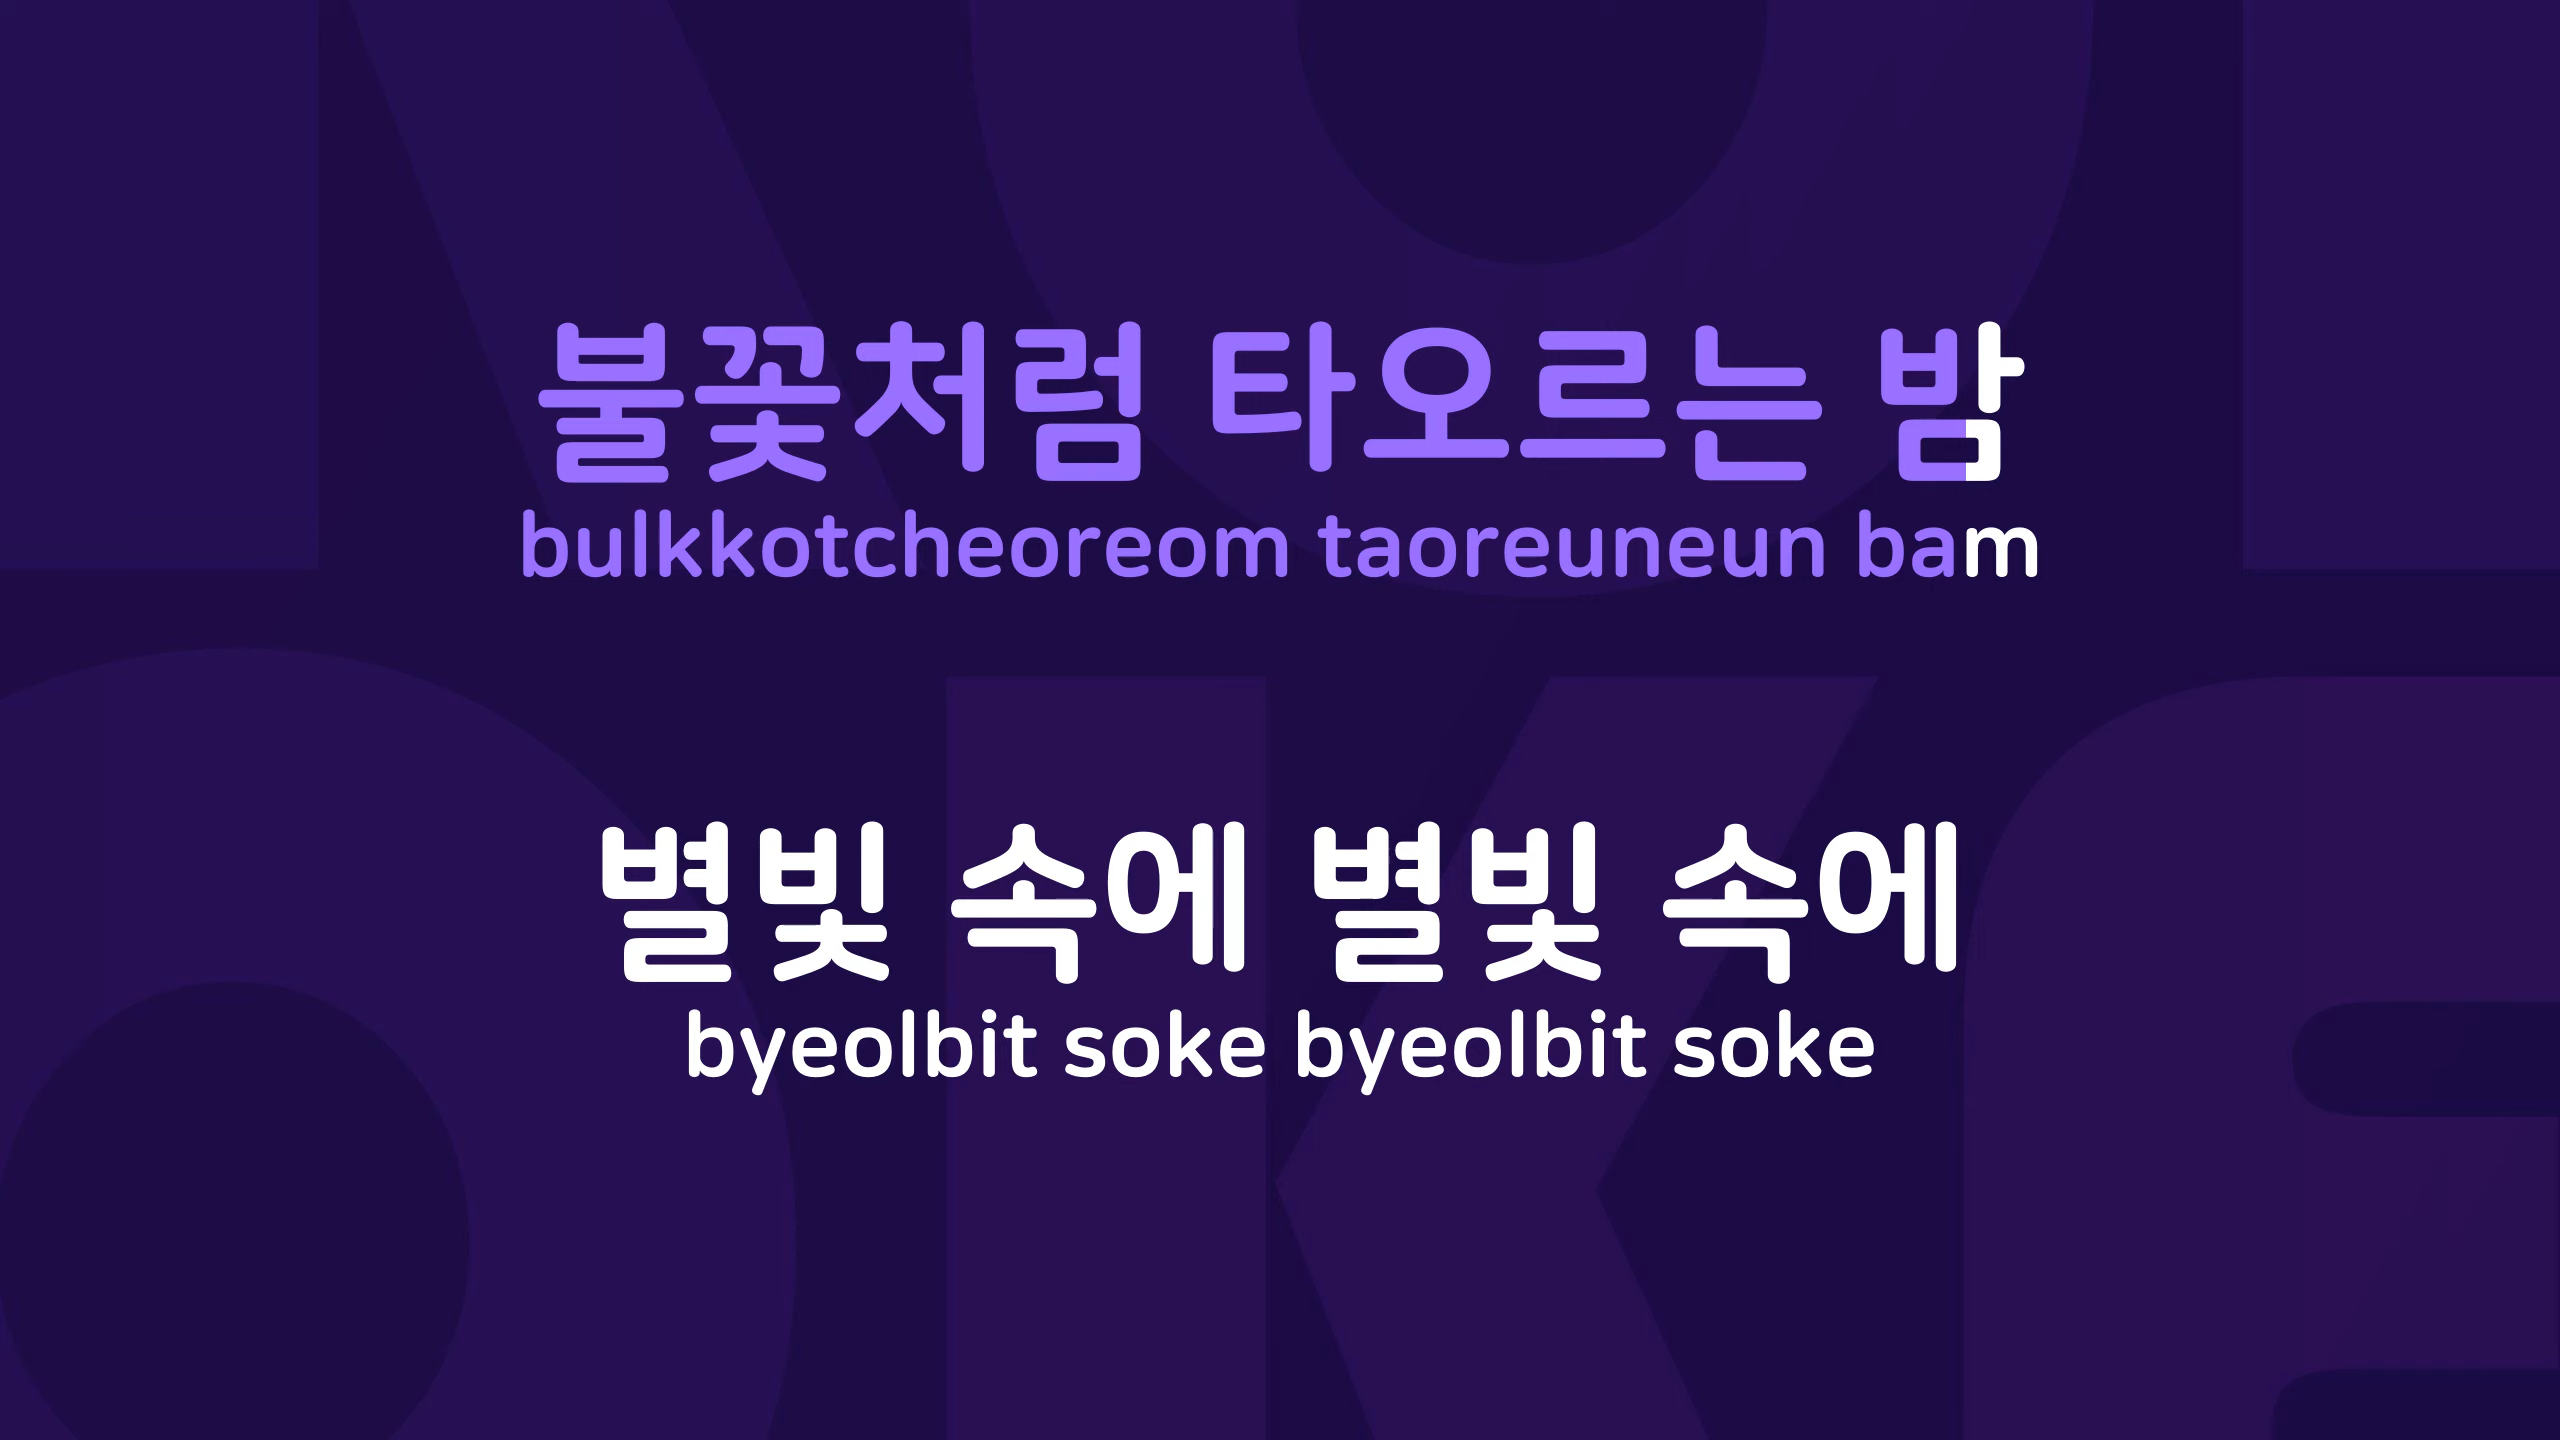 불꽃처럼 타오르는 밤
bulkkotcheoreom taoreuneun bam
별빛 속에 별빛 속에
byeolbit soke byeolbit soke